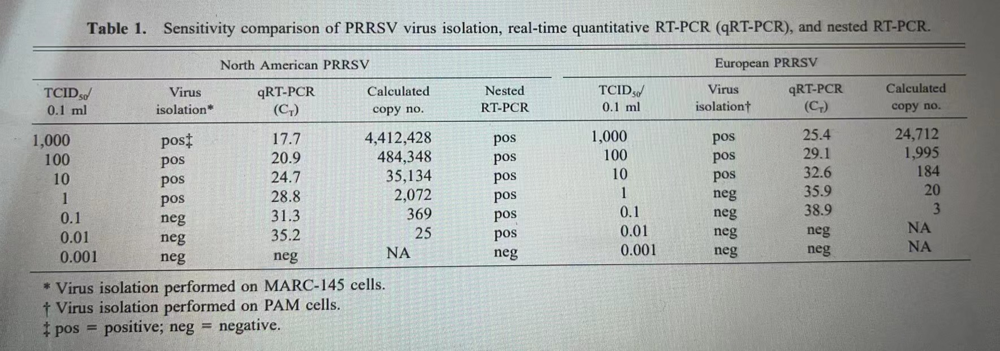 Table 1. Sensitivity comparison of PRRSV virus isolation, real-time quantitative RT-PCR (qRT-PCR), and nested RT-PCR.
North American PRRSV European PRRSV
TCID50/ Virus qRT-PCR Calculated Nested TCID50/ Virus qRT-PCR Calculated
0.1 ml isolation* (CT) copy no. RT-PCR 0.1 ml isolation† (CT) copy no.
1,000 pos‡ 17.7 4,412,428 pos 1,000 pos 25.4 24,712
100 pos 20.9 484,348 pos 100 pos 29.1 1,995
10 pos 24.7 35,134 pos 10 pos 32.6 184
1 pos 28.8 2,072 pos 1 neg 35.9 20
0.1 neg 31.3 369 pos 0.1 neg 38.9 3
0.01 neg 35.2 25 pos 0.01 neg neg NA
0.001 neg neg NA neg 0.001 neg neg NA
* Virus isolation performed on MARC-145 cells.
† Virus isolation performed on PAM cells.
‡ pos = positive; neg = negative.